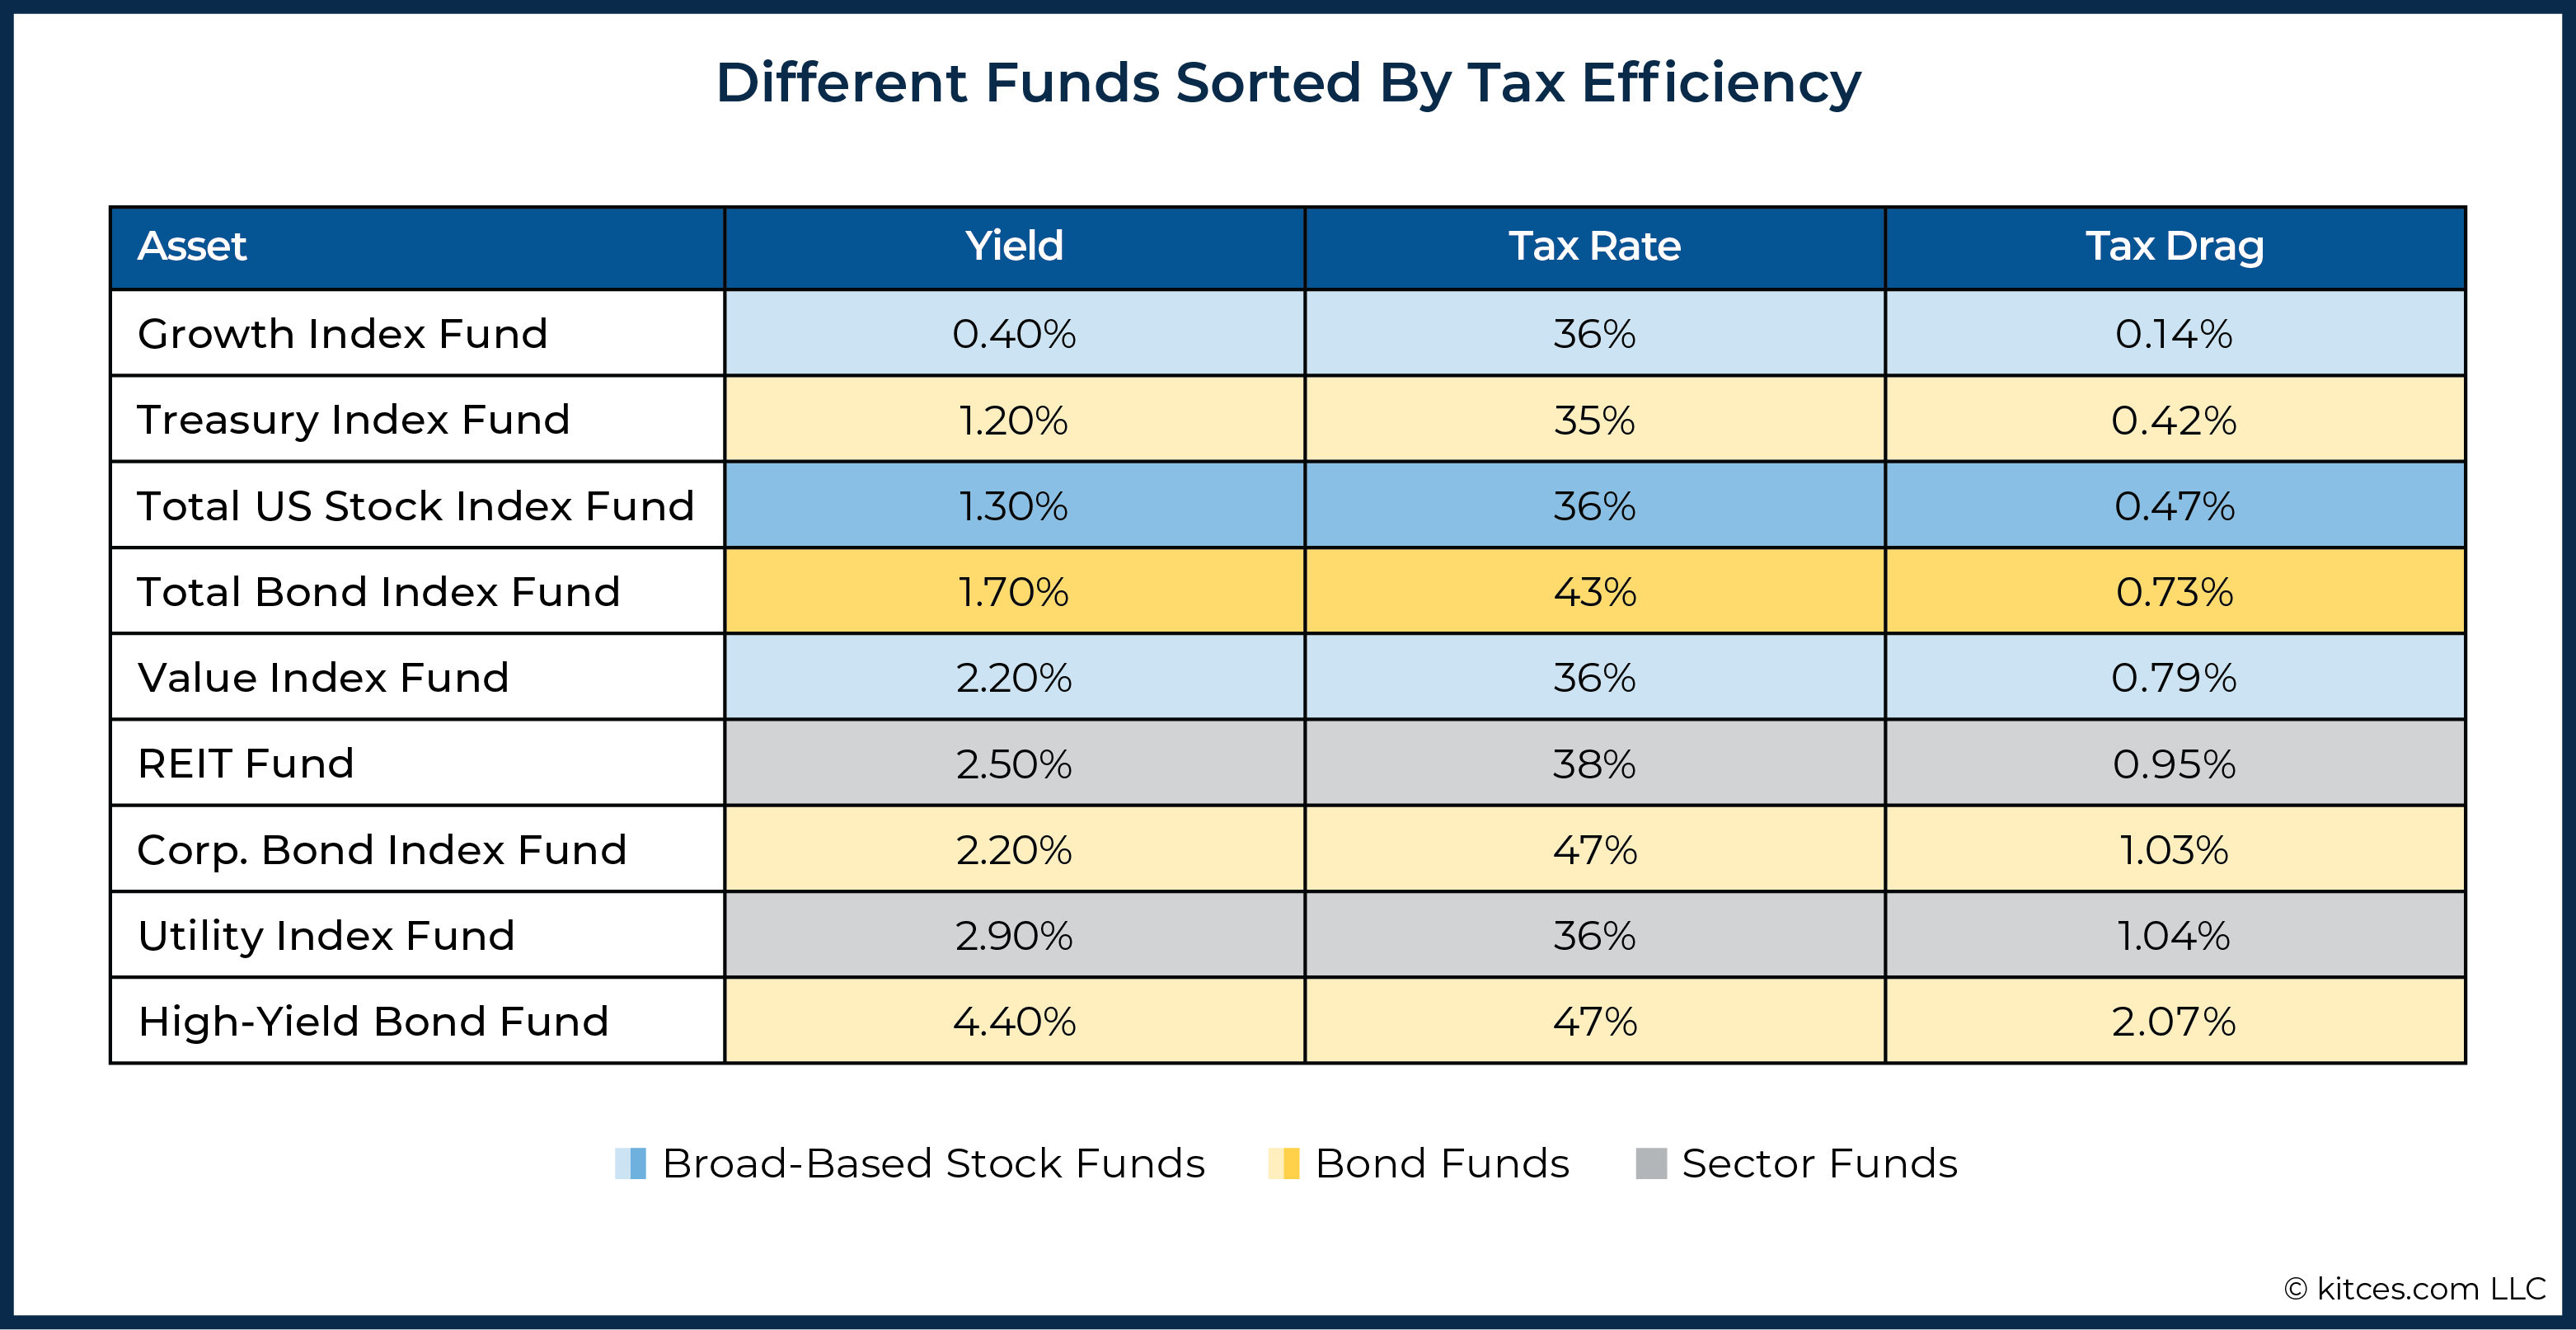 Different Funds Sorted By Tax Efficiency
Asset Yield Tax Rate Tax Drag
Growth Index Fund 0.40% 36% 0.14%
Treasury Index Fund 1.20% 35% 0.42%
Total US Stock Index Fund 1.30% 36% 0.47%
Total Bond Index Fund 1.70% 43% 0.73%
Value Index Fund 2.20% 36% 0.79%
REIT Fund 2.50% 38% 0.95%
Corp. Bond Index Fund 2.20% 47% 1.03%
Utility Index Fund 2.90% 36% 1.04%
High-Yield Bond Fund 4.40% 47% 2.07%
Broad-Based Stock Funds Bond Funds Sector Funds
© kitces.com LLC